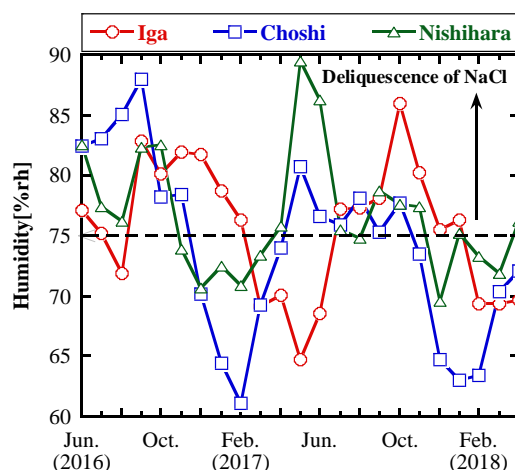 Iga Choshi Nishihara
90
Deliquescence of NaCl
85
80
75
70
65
60
Humidity[%rh]
Jun. Oct. Feb. Jun. Oct. Feb.
(2016) (2017) (2018)